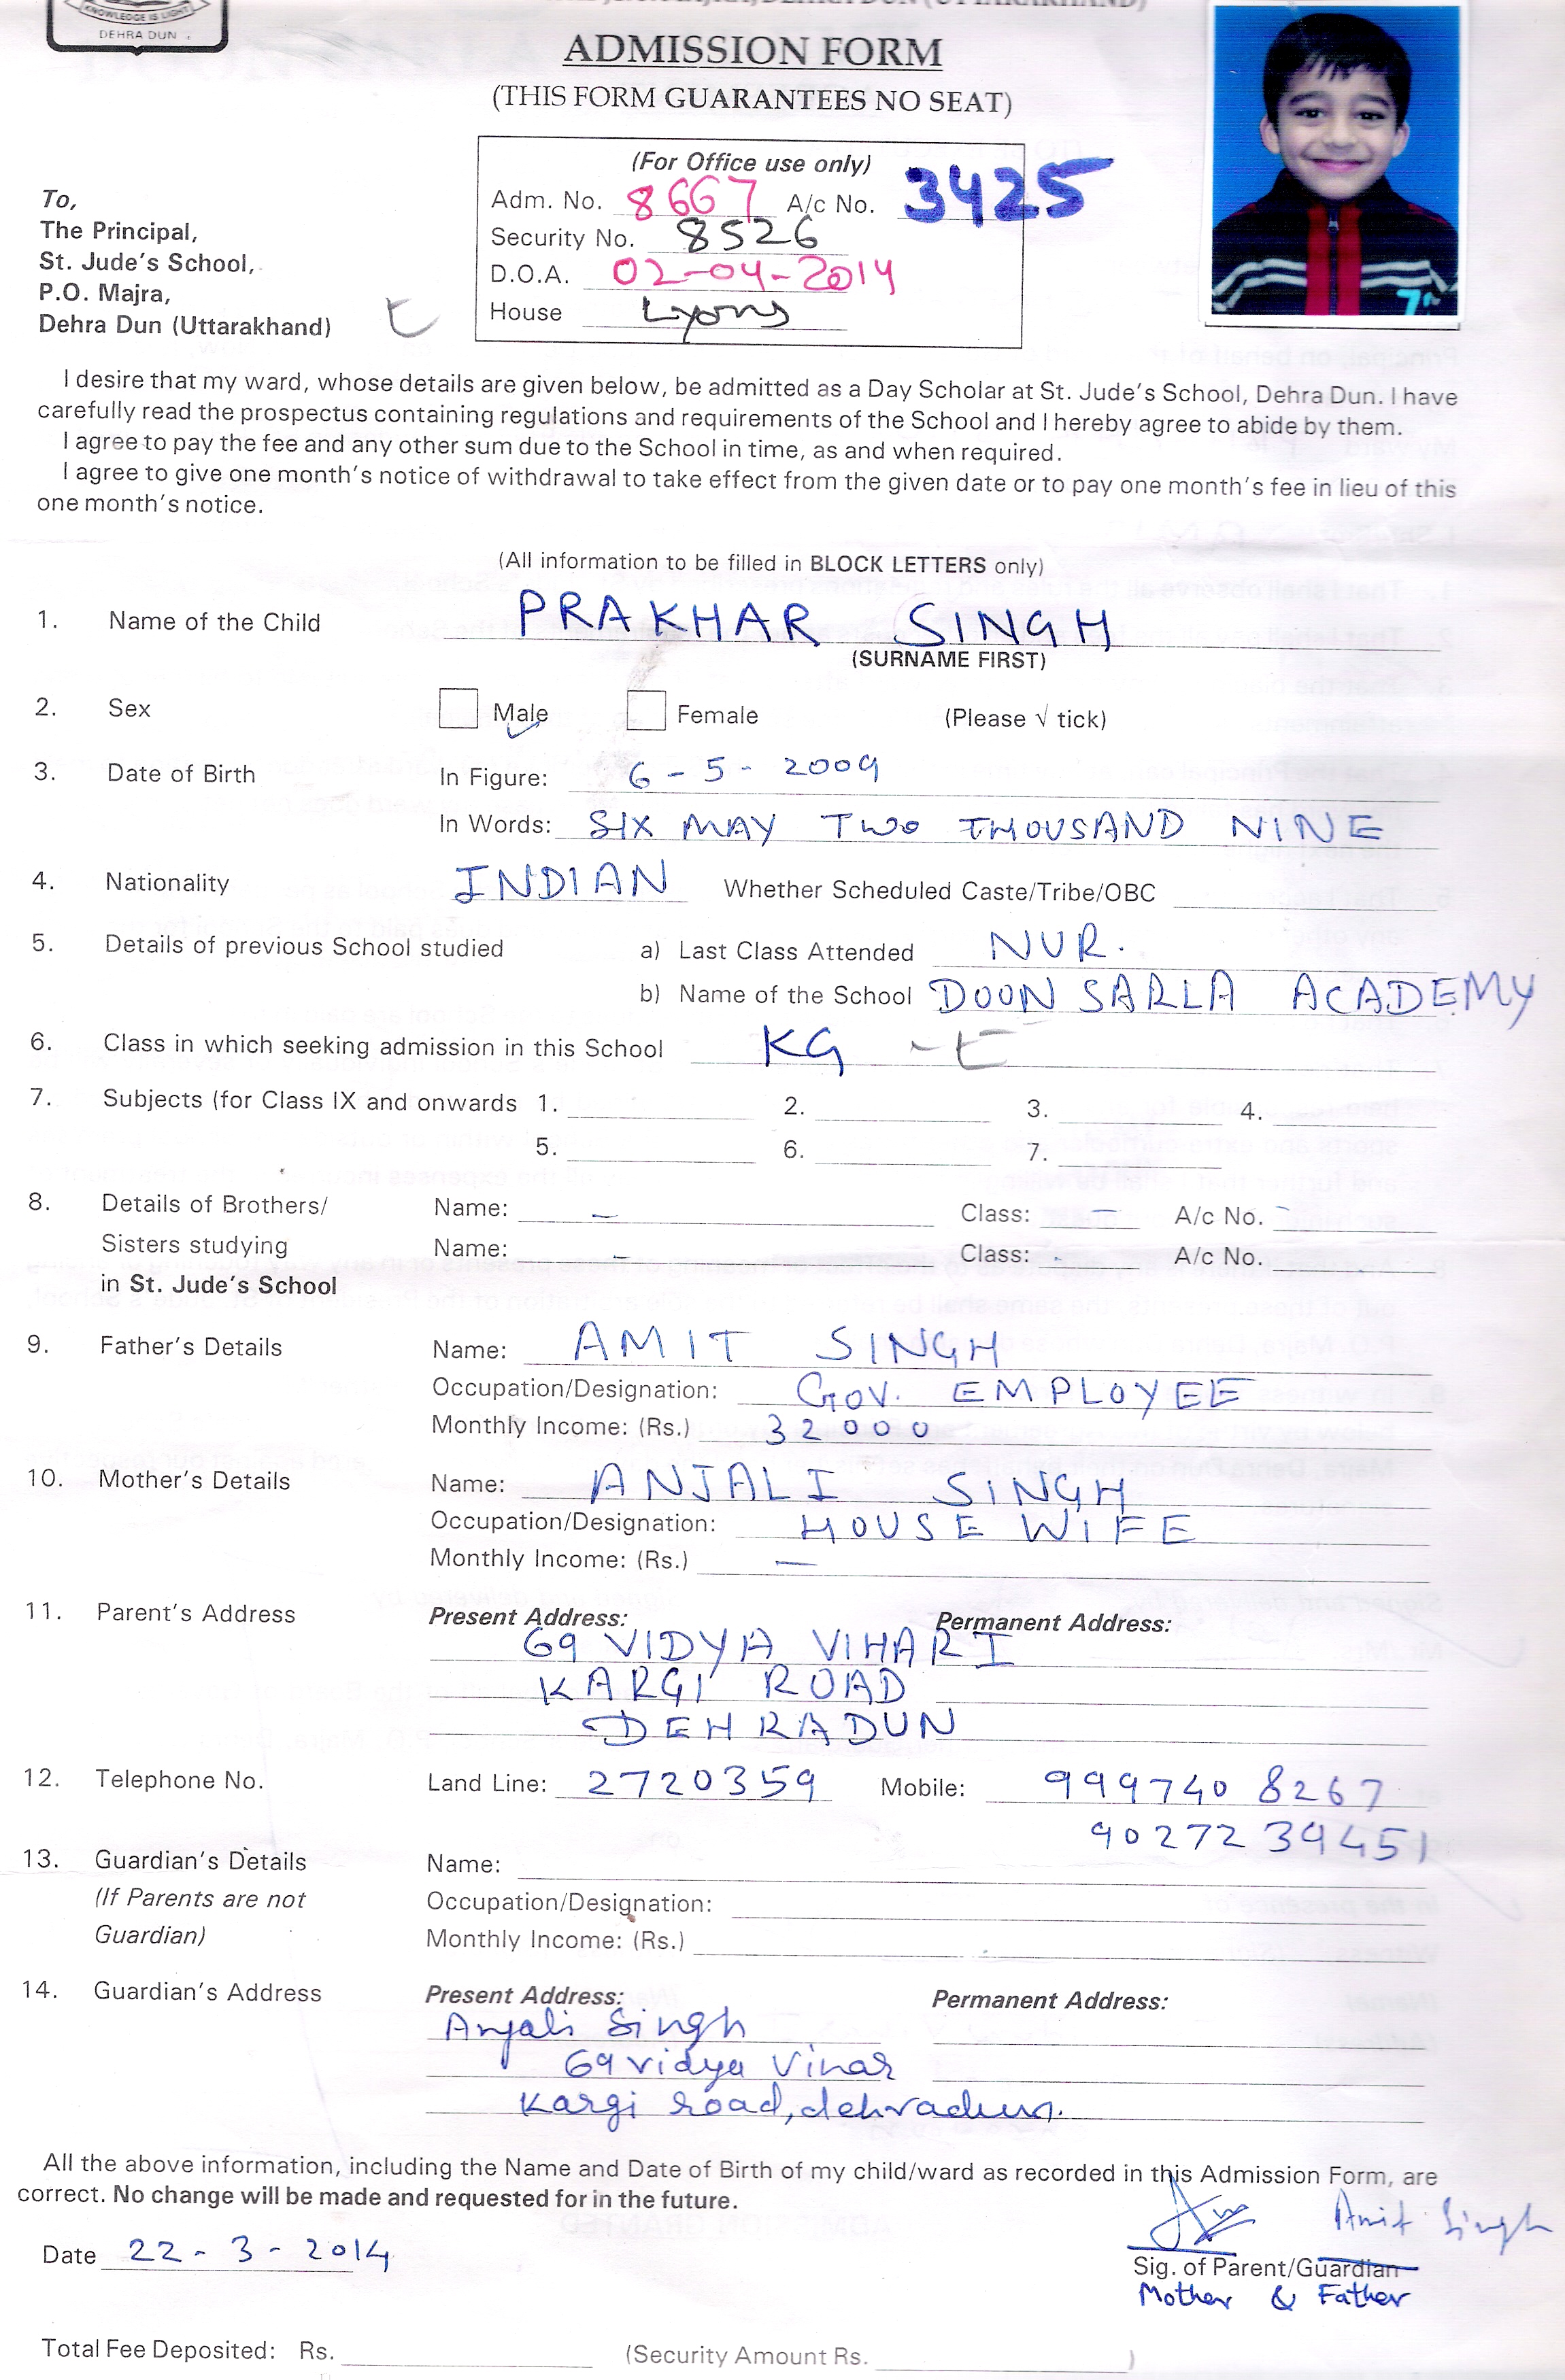 KNOWLEDGE IS LIGHT
DEHRA DUN
ADMISSION FORM
(THIS FORM GUARANTEES NO SEAT)
(For Office use only)
Adm. No. 8667 A/c No. 3425
Security No. 8526
D.O.A. 02-04-2014
House Lyons
To,
The Principal,
St. Jude's School,
P.O. Majra,
Dehra Dun (Uttarakhand)
I desire that my ward, whose details are given below, be admitted as a Day Scholar at St. Jude's School, Dehra Dun. I have
carefully read the prospectus containing regulations and requirements of the School and I hereby agree to abide by them.
I agree to pay the fee and any other sum due to the School in time, as and when required.
I agree to give one month's notice of withdrawal to take effect from the given date or to pay one month's fee in lieu of this
one month's notice.
(All information to be filled in BLOCK LETTERS only)
1. Name of the Child PRAKHAR SINGH
(SURNAME FIRST)
2. Sex Male Female (Please √ tick)
3. Date of Birth In Figure: 6 - 5 - 2009
In Words: SIX MAY TWO THOUSAND NINE
4. Nationality INDIAN Whether Scheduled Caste/Tribe/OBC
5. Details of previous School studied a) Last Class Attended NUR.
b) Name of the School DOON SARLA ACADEMY
6. Class in which seeking admission in this School KG - E
7. Subjects (for Class IX and onwards 1. 2. 3. 4.
5. 6. 7.
8. Details of Brothers/ Name: – Class: – A/c No. -
Sisters studying Name: – Class: - A/c No.
in St. Jude's School
9. Father's Details Name: AMIT SINGH
Occupation/Designation: GOV. EMPLOYEE
Monthly Income: (Rs.) 32000
10. Mother's Details Name: ANJALI SINGH
Occupation/Designation: HOUSE WIFE
Monthly Income: (Rs.) —
11. Parent's Address Present Address: Permanent Address:
69 VIDYA VIHAR I
KARGI ROAD
DEHRADUN
12. Telephone No. Land Line: 2720359 Mobile: 999740 8267
90272 39451
13. Guardian's Details Name:
(If Parents are not Occupation/Designation:
Guardian) Monthly Income: (Rs.)
14. Guardian's Address Present Address: Permanent Address:
Anjali Singh
69 vidya Vihar
Kargi road, dehradun.
All the above information, including the Name and Date of Birth of my child/ward as recorded in this Admission Form, are
correct. No change will be made and requested for in the future.
Amit Singh
Date 22 - 3 - 2014
Sig. of Parent/Guardian
Mother & Father
Total Fee Deposited: Rs. (Security Amount Rs. )